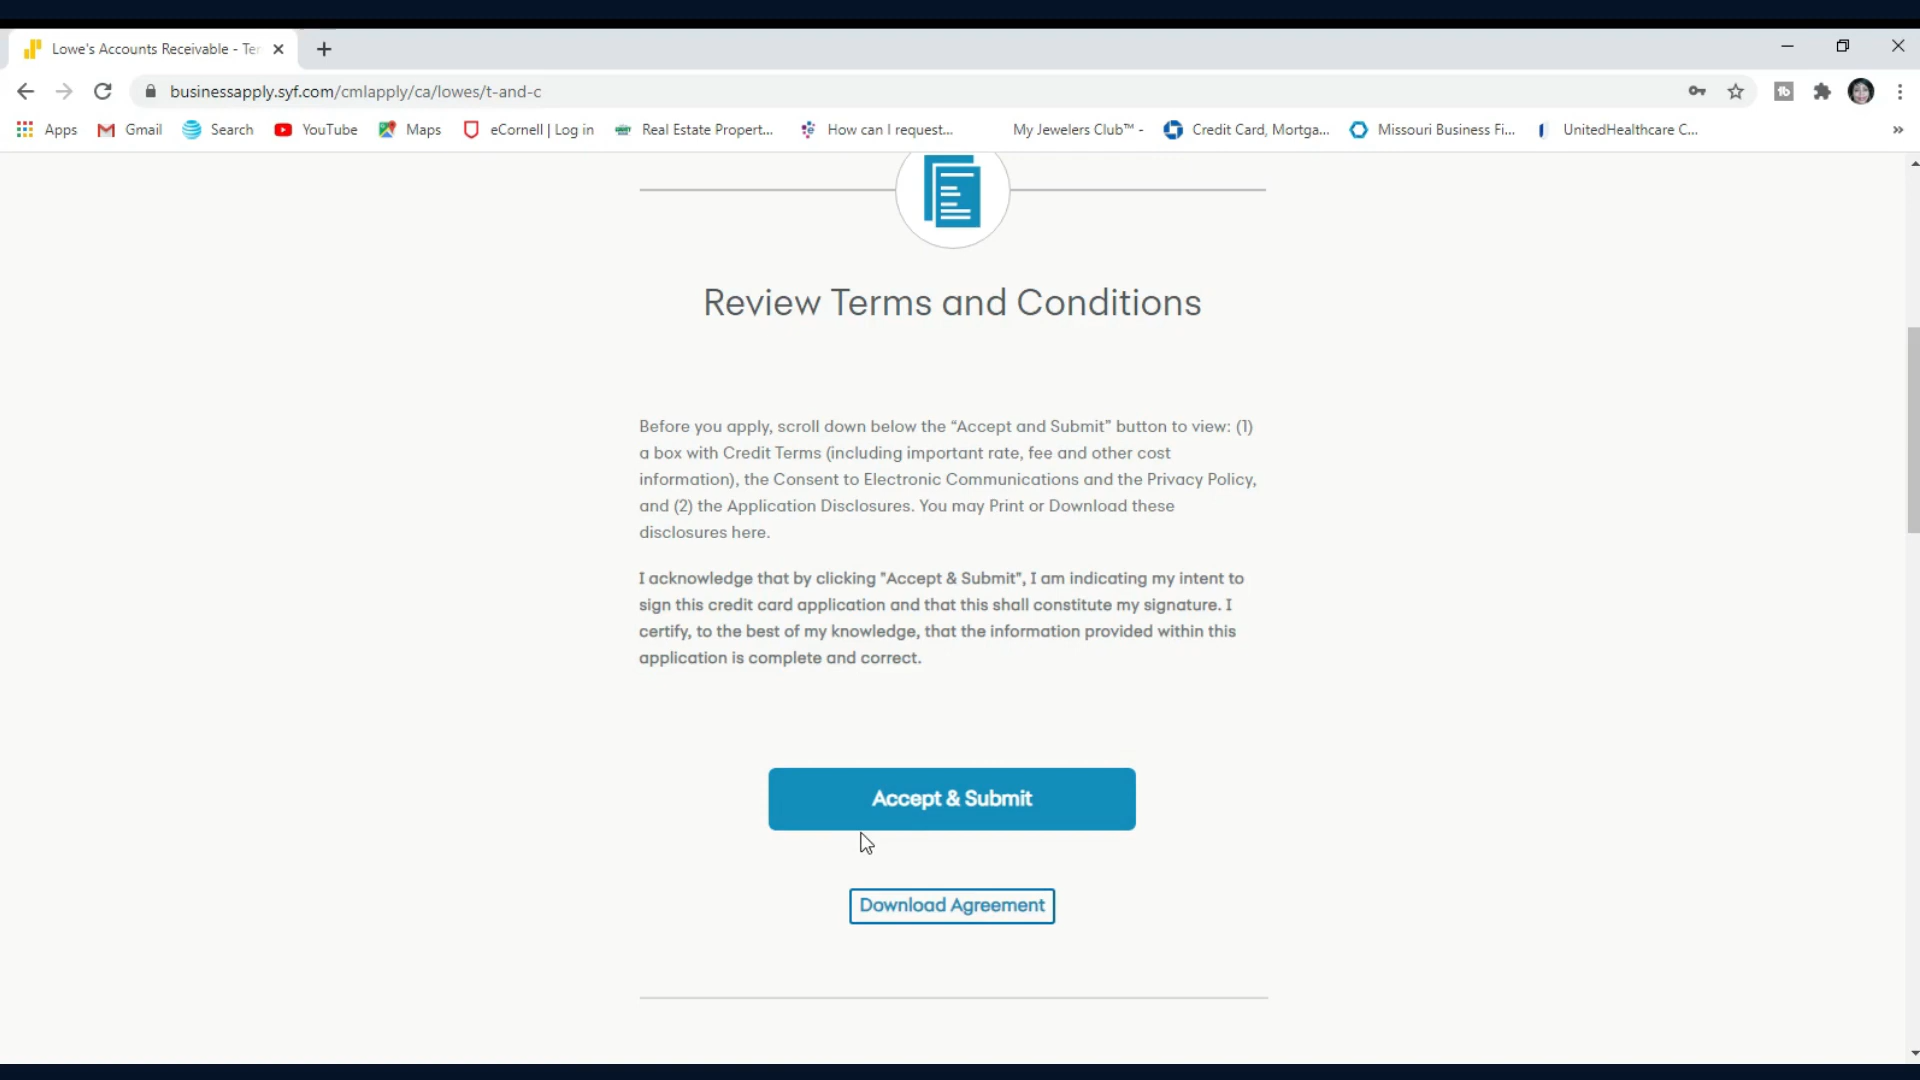 Lowe's Accounts Receivable - Ter
businessapply.syf.com/cmlapply/ca/lowes/t-and-c
Apps Gmail Search YouTube Maps eCornell | Log in Real Estate Propert... How can I request... My Jewelers Club™ - Credit Card, Mortga... Missouri Business Fi... UnitedHealthcare C... »
Review Terms and Conditions
Before you apply, scroll down below the “Accept and Submit” button to view: (1)
a box with Credit Terms (including important rate, fee and other cost
information), the Consent to Electronic Communications and the Privacy Policy,
and (2) the Application Disclosures. You may Print or Download these
disclosures here.
I acknowledge that by clicking "Accept & Submit", I am indicating my intent to
sign this credit card application and that this shall constitute my signature. I
certify, to the best of my knowledge, that the information provided within this
application is complete and correct.
Accept & Submit
Download Agreement